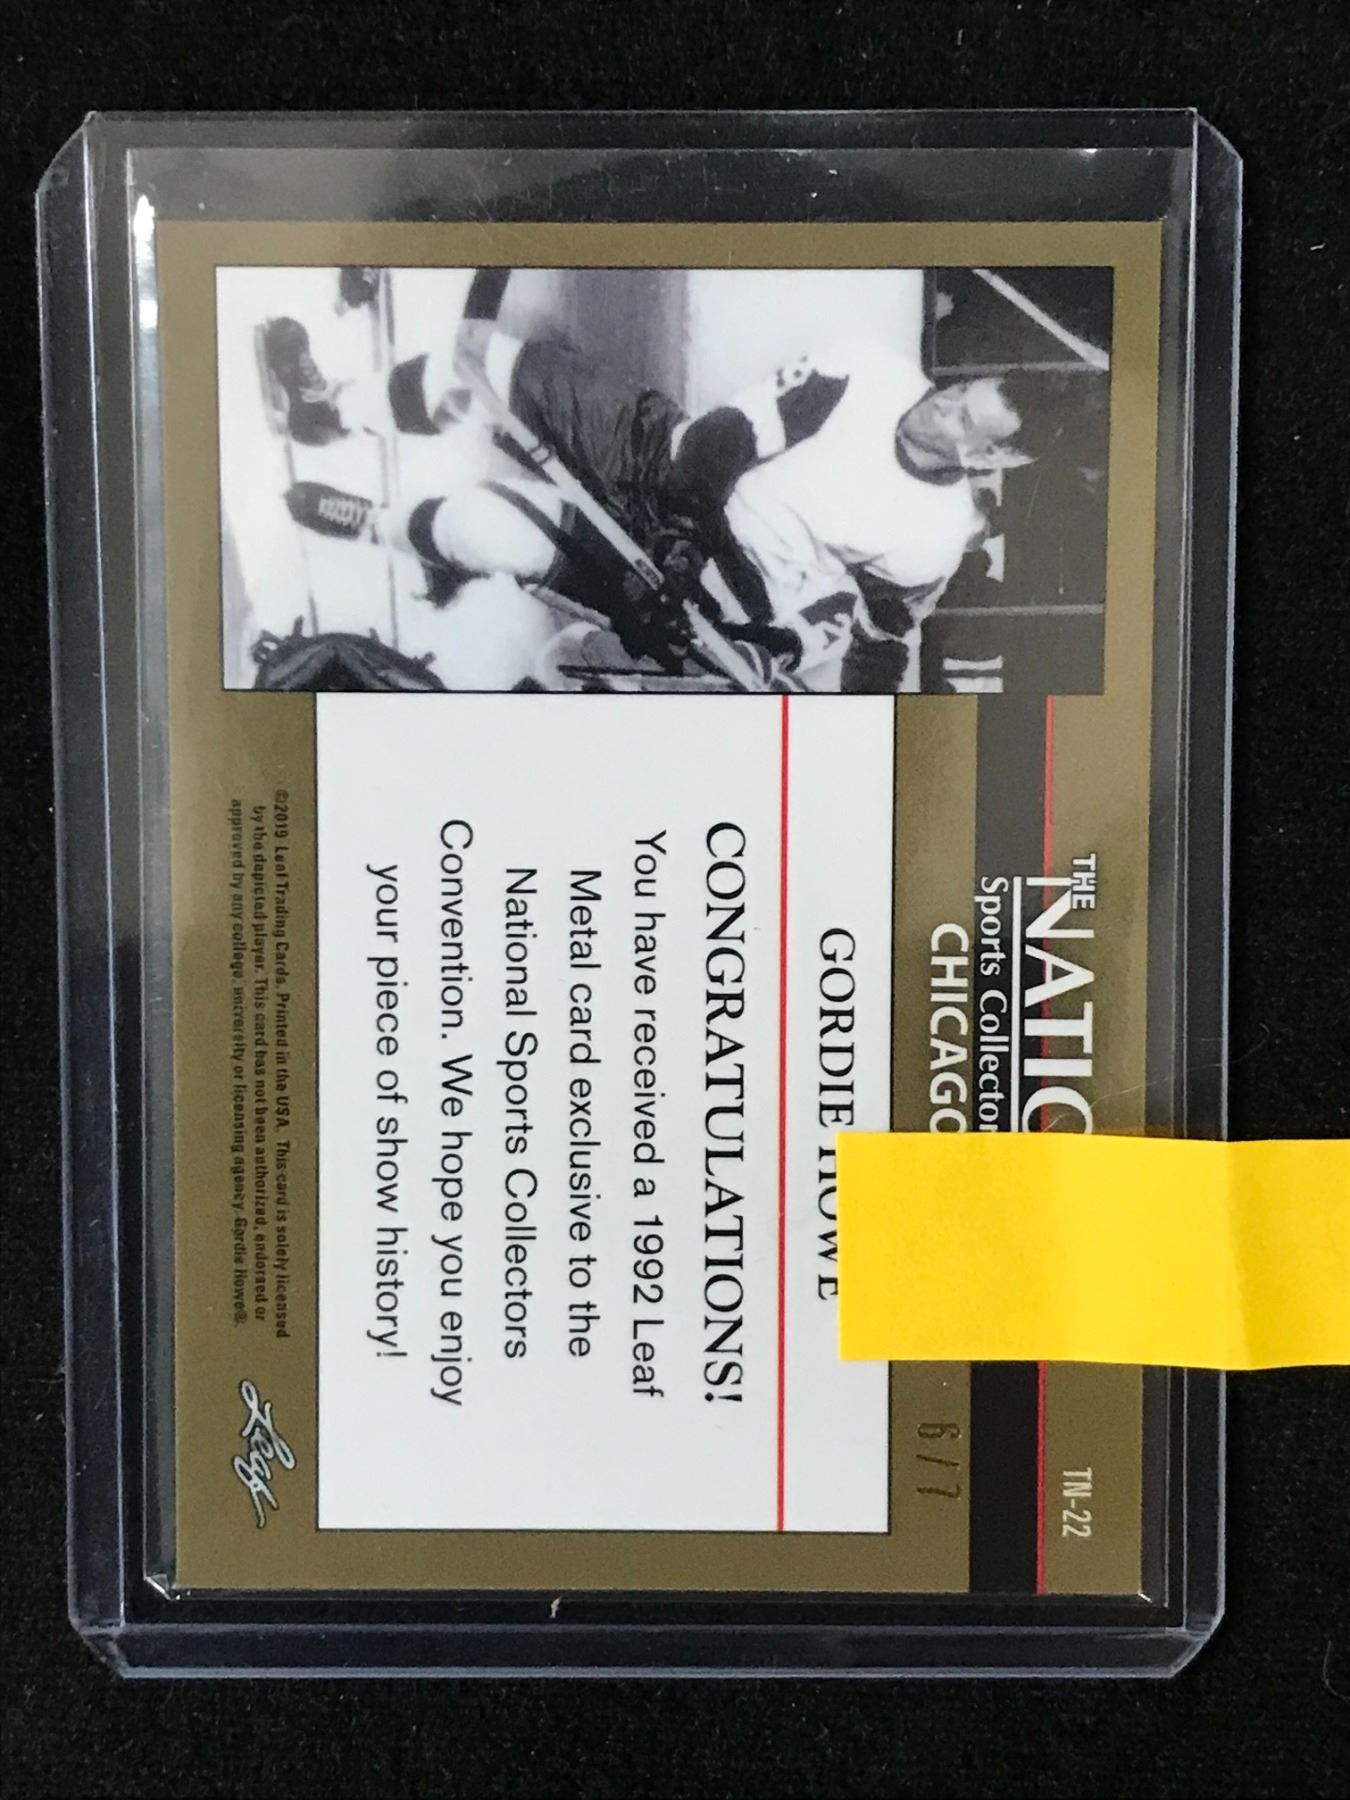 TN-22
THE
NATIO
Sports Collector
CHICAGO
6/7
GORDIE HOWE
CONGRATULATIONS!
You have received a 1992 Leaf
Metal card exclusive to the
National Sports Collectors
Convention. We hope you enjoy
your piece of show history!
©2019 Leaf Trading Cards. Printed in the USA. This card is solely licensed
by the depicted player. This card has not been authorized, endorsed or
approved by any college, university or licensing agency. Gordie Howe®.
Leaf